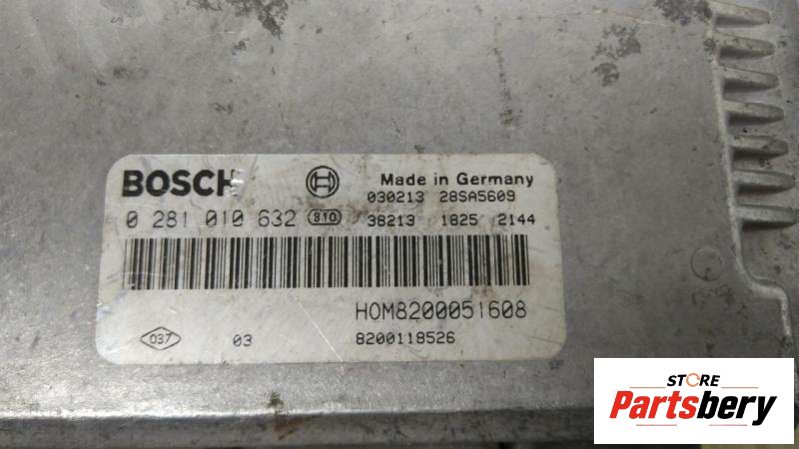 BOSCH Made in Germany
030213 28SA5609
0 281 010 632 810 38213 1825 2144
HOM8200051608
037 03 8200118526
STORE
Partsbery